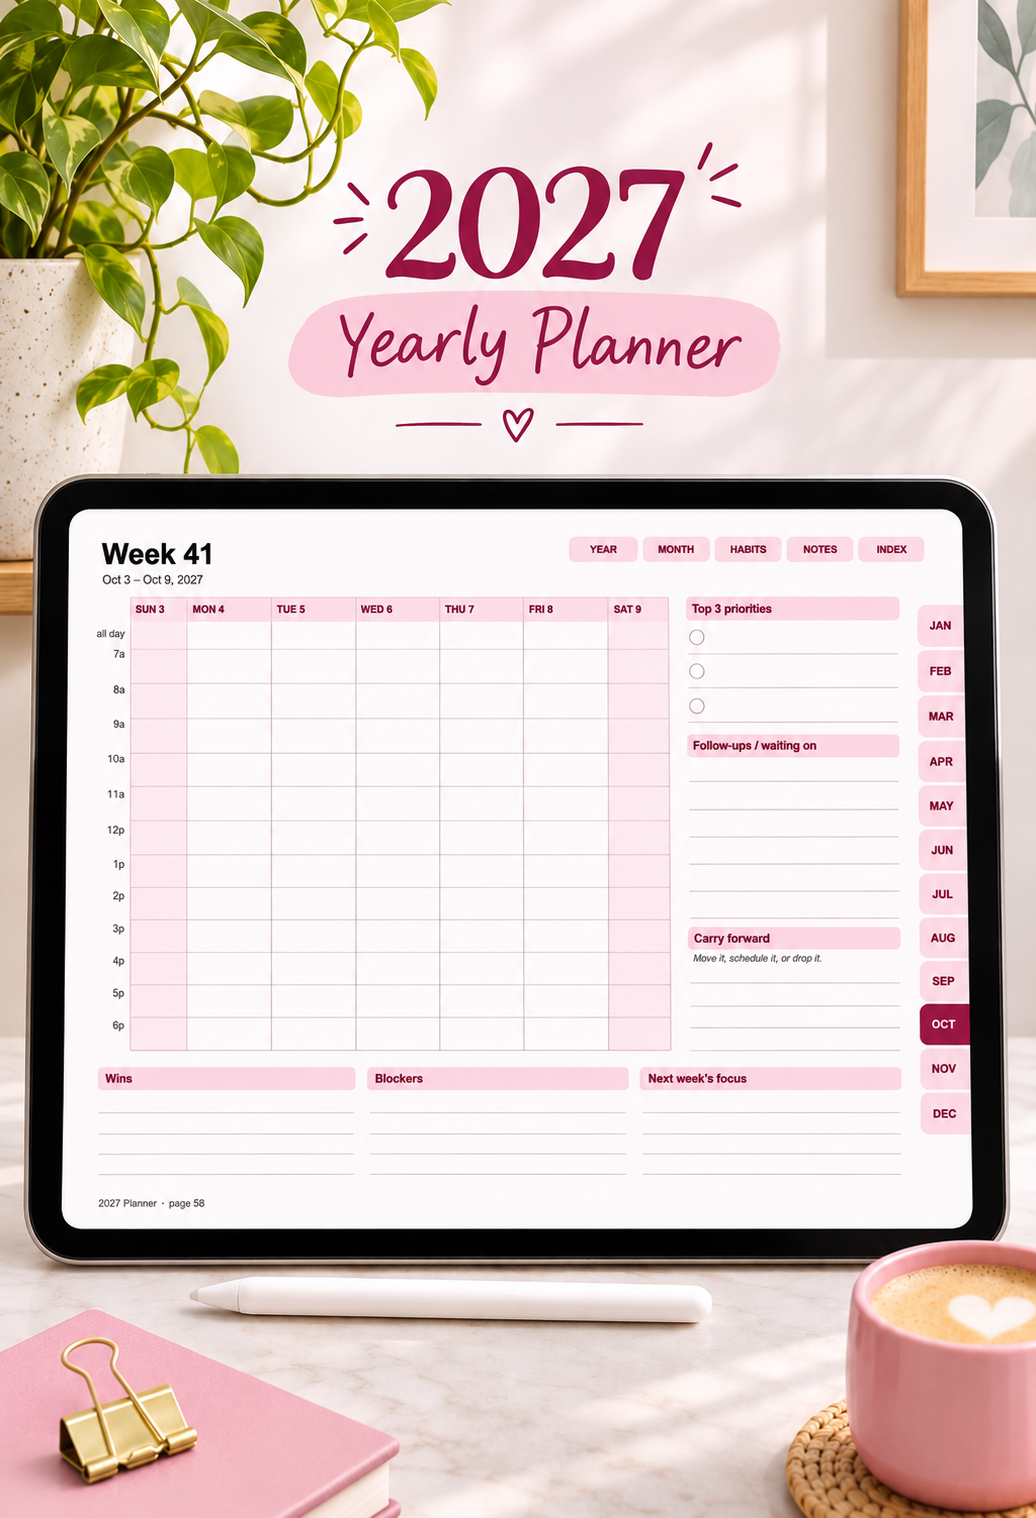 2027
Yearly Planner
Week 41
Oct 3 – Oct 9, 2027
YEAR MONTH HABITS NOTES INDEX
SUN 3 MON 4 TUE 5 WED 6 THU 7 FRI 8 SAT 9
all day
7a
8a
9a
10a
11a
12p
1p
2p
3p
4p
5p
6p
Top 3 priorities
Follow-ups / waiting on
Carry forward
Move it, schedule it, or drop it.
JAN
FEB
MAR
APR
MAY
JUN
JUL
AUG
SEP
OCT
NOV
DEC
Wins
Blockers
Next week's focus
2027 Planner · page 58